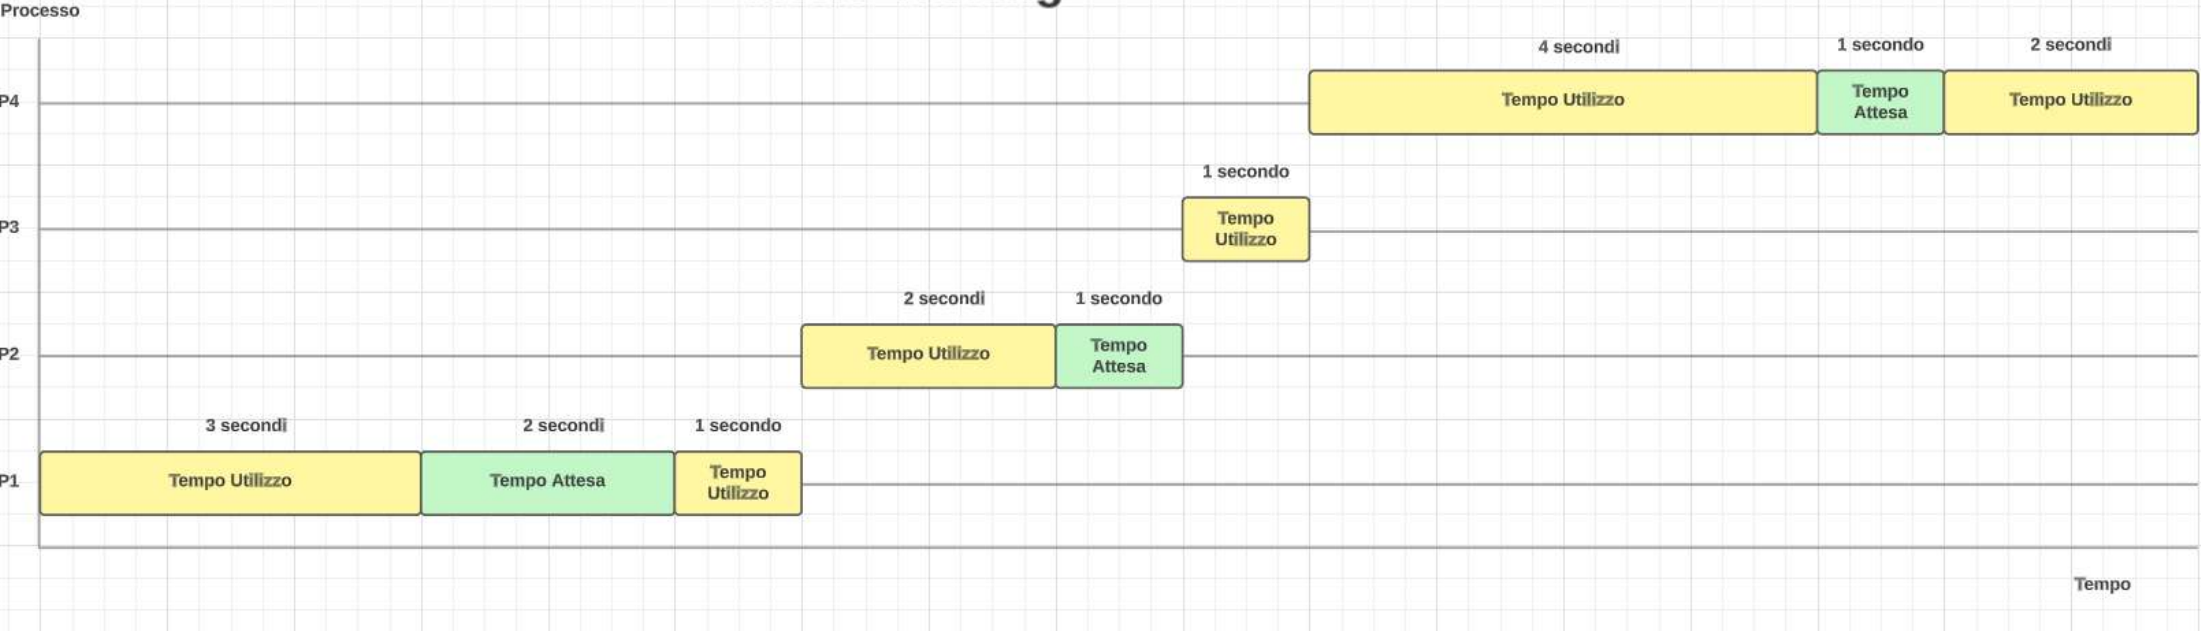 Processo
4 secondi
1 secondo
2 secondi
P4
Tempo Utilizzo
Tempo
Attesa
Tempo Utilizzo
1 secondo
P3
Tempo
Utilizzo
2 secondi
1 secondo
P2
Tempo Utilizzo
Tempo
Attesa
3 secondi
2 secondi
1 secondo
P1
Tempo Utilizzo
Tempo Attesa
Tempo
Utilizzo
Tempo